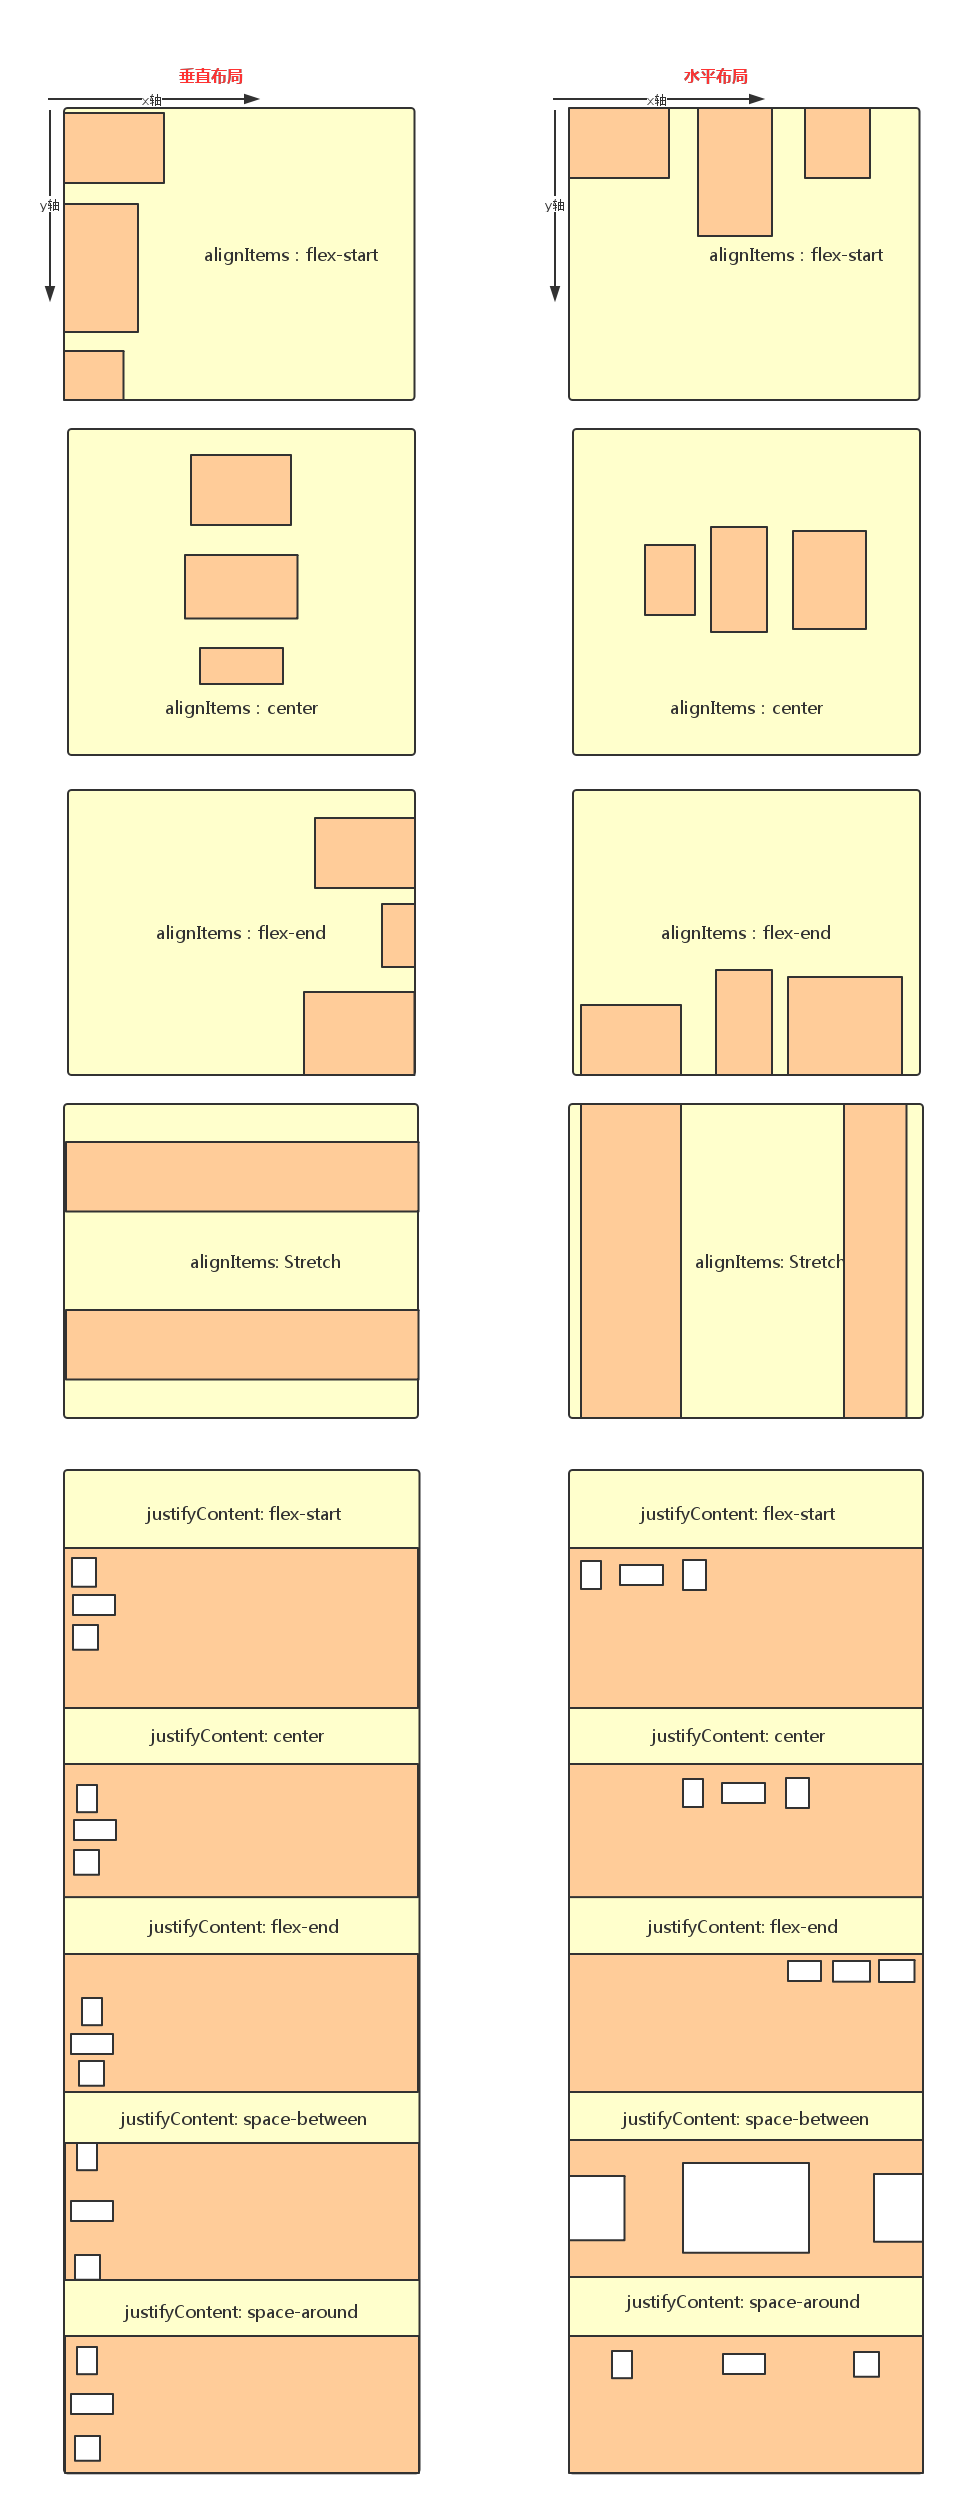 垂直布局
水平布局
x轴
x轴
y轴
y轴
alignItems : flex-start
alignItems : flex-start
alignItems : center
alignItems : center
alignItems : flex-end
alignItems : flex-end
alignItems: Stretch
alignItems: Stretch
justifyContent: flex-start
justifyContent: flex-start
justifyContent: center
justifyContent: center
justifyContent: flex-end
justifyContent: flex-end
justifyContent: space-between
justifyContent: space-between
justifyContent: space-around
justifyContent: space-around